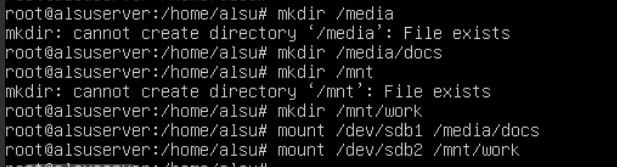 root@alsuserver:/home/alsu# mkdir /media
mkdir: cannot create directory ‘/media’: File exists
root@alsuserver:/home/alsu# mkdir /media/docs
root@alsuserver:/home/alsu# mkdir /mnt
mkdir: cannot create directory ‘/mnt’: File exists
root@alsuserver:/home/alsu# mkdir /mnt/work
root@alsuserver:/home/alsu# mount /dev/sdb1 /media/docs
root@alsuserver:/home/alsu# mount /dev/sdb2 /mnt/work